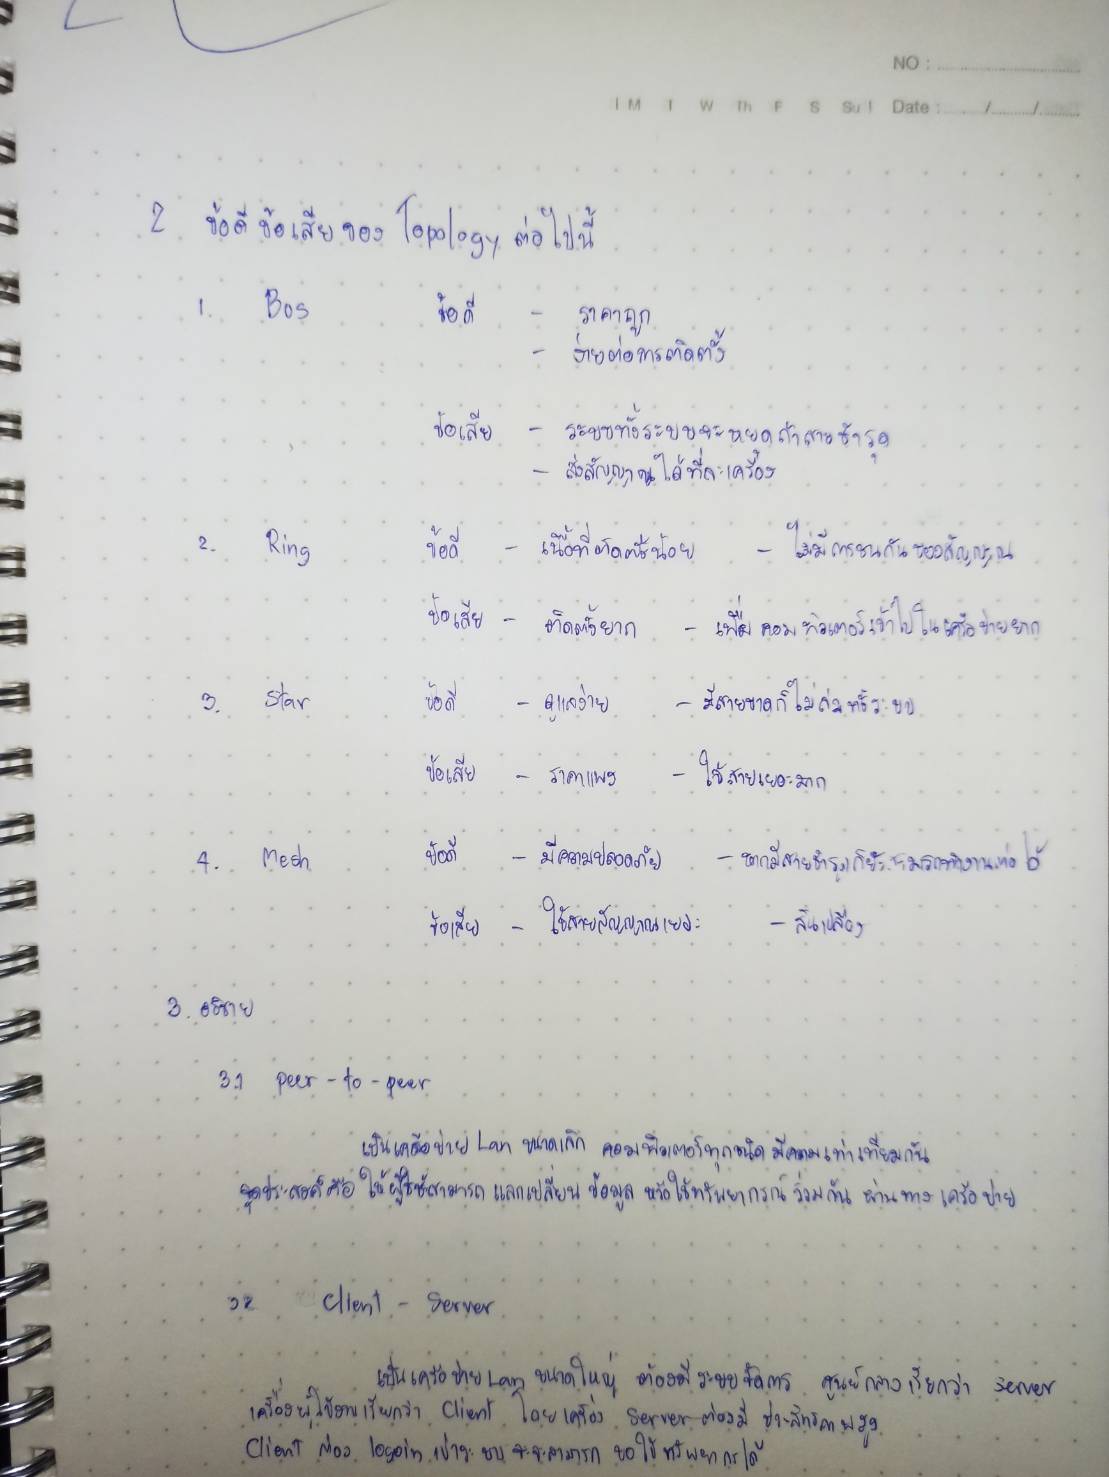 NO :
I M T W Th F S Su I Date : / /
2 ข้อดีข้อเสียของ Topology ต่อไปนี้
1. Bos ข้อดี - ราคาถูก
- ง่ายต่อการติดตั้ง
ข้อเสีย - ระบบทั้งระบบจะหยุดถ้าสายชำรุด
- ส่งสัญญาณได้ทีละเครื่อง
2. Ring ข้อดี - เนื้อที่ติดตั้งน้อย - ไม่มีการชนกันของสัญญาณ
ข้อเสีย - ติดตั้งยาก - เพิ่มคอมพิวเตอร์เข้าไปในเครือข่ายยาก
3. Star ข้อดี - ดูแลง่าย - มีสายขาดก็ไม่ล่มทั้งระบบ
ข้อเสีย - ราคาแพง - ใช้สายเยอะมาก
4. Mesh ข้อดี - มีความปลอดภัย - หากมีสายชำรุดก็ยังสามารถทำงานต่อได้
ข้อเสีย - ใช้สายสัญญาณเยอะ - สิ้นเปลือง
3. อธิบาย
3.1 peer - to - peer
เป็นเครือข่าย Lan ขนาดเล็ก คอมพิวเตอร์ทุกชนิด มีความเท่าเทียมกัน
จุดประสงค์คือ ให้ผู้ใช้สามารถ แลกเปลี่ยน ข้อมูล หรือใช้ทรัพยากรณ์ ร่วมกัน ผ่านทาง เครือข่าย
3.2 Client - Server
เป็นเครือข่าย Lan ขนาดใหญ่ ต้องมีระบบจัดการ ศูนย์กลาง เรียกว่า server
เครื่องผู้ใช้งานเรียกว่า Client โดยเครื่อง Server ต้องมี ประสิทธิภาพสูง
Client ต้อง login เข้าระบบจะสามารถ ขอใช้ทรัพยากรได้